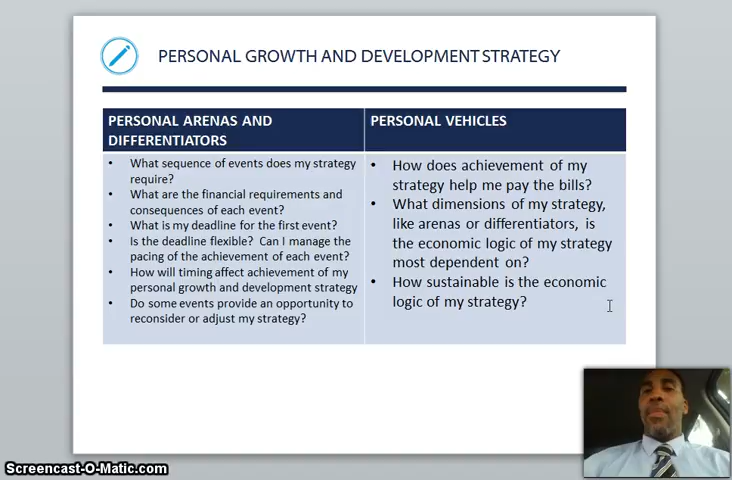 PERSONAL GROWTH AND DEVELOPMENT STRATEGY
PERSONAL ARENAS AND
DIFFERENTIATORS
• What sequence of events does my strategy
require?
• What are the financial requirements and
consequences of each event?
• What is my deadline for the first event?
• Is the deadline flexible? Can I manage the
pacing of the achievement of each event?
• How will timing affect achievement of my
personal growth and development strategy
• Do some events provide an opportunity to
reconsider or adjust my strategy?
PERSONAL VEHICLES
• How does achievement of my
strategy help me pay the bills?
• What dimensions of my strategy,
like arenas or differentiators, is
the economic logic of my strategy
most dependent on?
• How sustainable is the economic
logic of my strategy?
Screencast-O-Matic.com